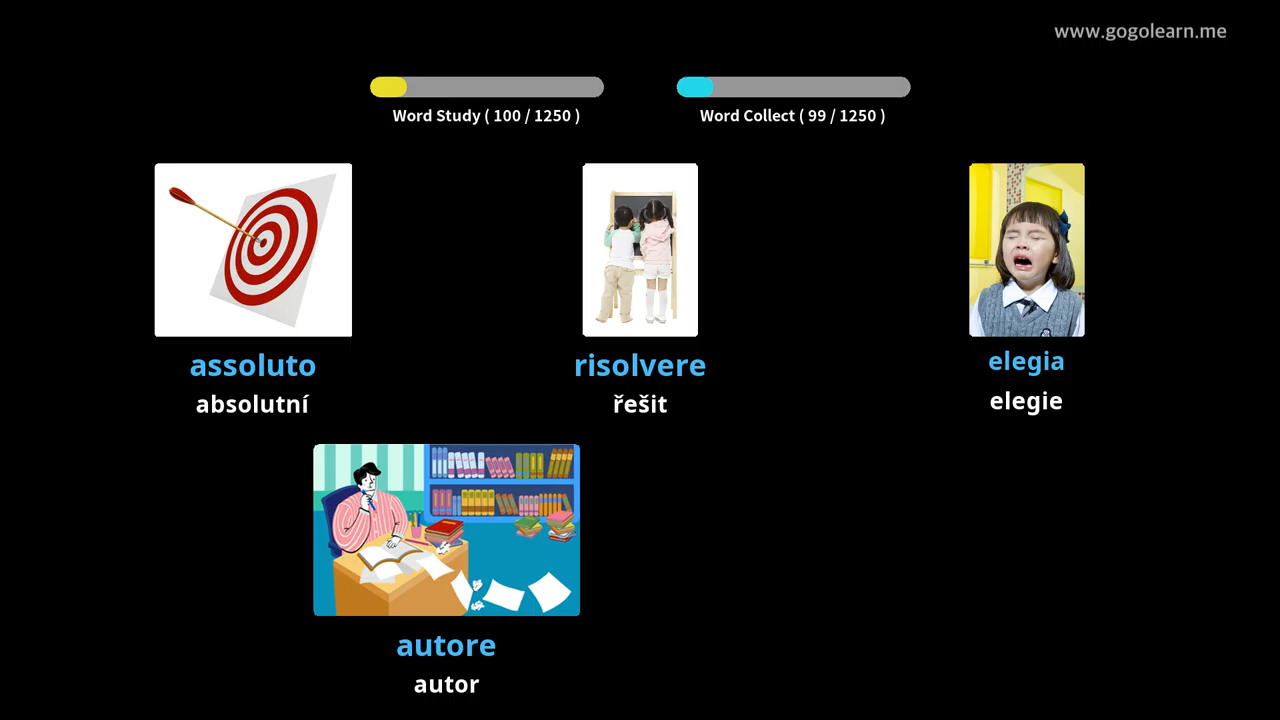 www.gogolearn.me
Word Study ( 100 / 1250 )
Word Collect ( 99 / 1250 )
assoluto
absolutní
risolvere
řešit
elegia
elegie
autore
autor